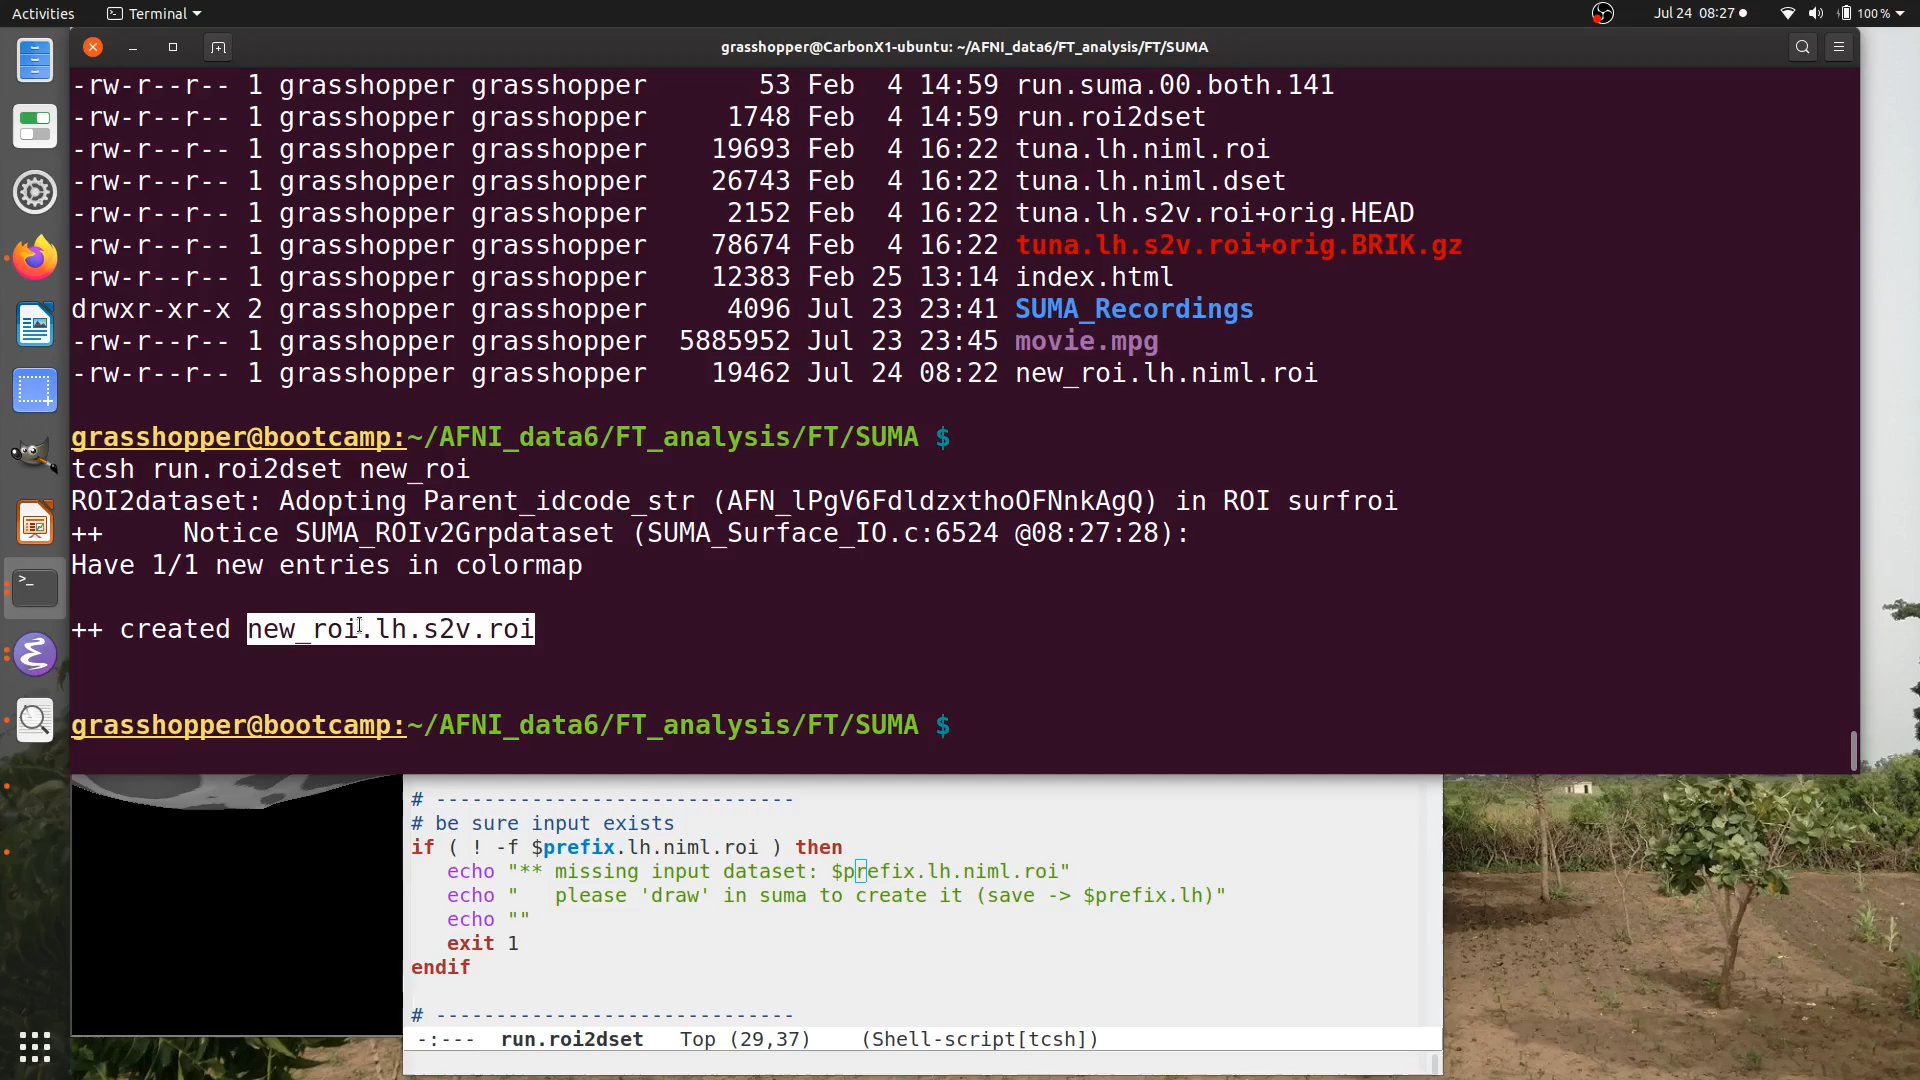 Activities Terminal Jul 24 08:27 100 %
grasshopper@CarbonX1-ubuntu: ~/AFNI_data6/FT_analysis/FT/SUMA
-rw-r--r-- 1 grasshopper grasshopper 53 Feb 4 14:59 run.suma.00.both.141
-rw-r--r-- 1 grasshopper grasshopper 1748 Feb 4 14:59 run.roi2dset
-rw-r--r-- 1 grasshopper grasshopper 19693 Feb 4 16:22 tuna.lh.niml.roi
-rw-r--r-- 1 grasshopper grasshopper 26743 Feb 4 16:22 tuna.lh.niml.dset
-rw-r--r-- 1 grasshopper grasshopper 2152 Feb 4 16:22 tuna.lh.s2v.roi+orig.HEAD
-rw-r--r-- 1 grasshopper grasshopper 78674 Feb 4 16:22 tuna.lh.s2v.roi+orig.BRIK.gz
-rw-r--r-- 1 grasshopper grasshopper 12383 Feb 25 13:14 index.html
drwxr-xr-x 2 grasshopper grasshopper 4096 Jul 23 23:41 SUMA_Recordings
-rw-r--r-- 1 grasshopper grasshopper 5885952 Jul 23 23:45 movie.mpg
-rw-r--r-- 1 grasshopper grasshopper 19462 Jul 24 08:22 new_roi.lh.niml.roi
grasshopper@bootcamp:~/AFNI_data6/FT_analysis/FT/SUMA $
tcsh run.roi2dset new_roi
ROI2dataset: Adopting Parent_idcode_str (AFN_lPgV6FdldzxthoOFNnkAgQ) in ROI surfroi
++ Notice SUMA_ROIv2Grpdataset (SUMA_Surface_IO.c:6524 @08:27:28):
Have 1/1 new entries in colormap
++ created new_roi.lh.s2v.roi
grasshopper@bootcamp:~/AFNI_data6/FT_analysis/FT/SUMA $
# ------------------------------
# be sure input exists
if ( ! -f $prefix.lh.niml.roi ) then
echo "** missing input dataset: $prefix.lh.niml.roi"
echo "   please 'draw' in suma to create it (save -> $prefix.lh)"
echo ""
exit 1
endif
# ------------------------------
-:--- run.roi2dset Top (29,37) (Shell-script[tcsh])